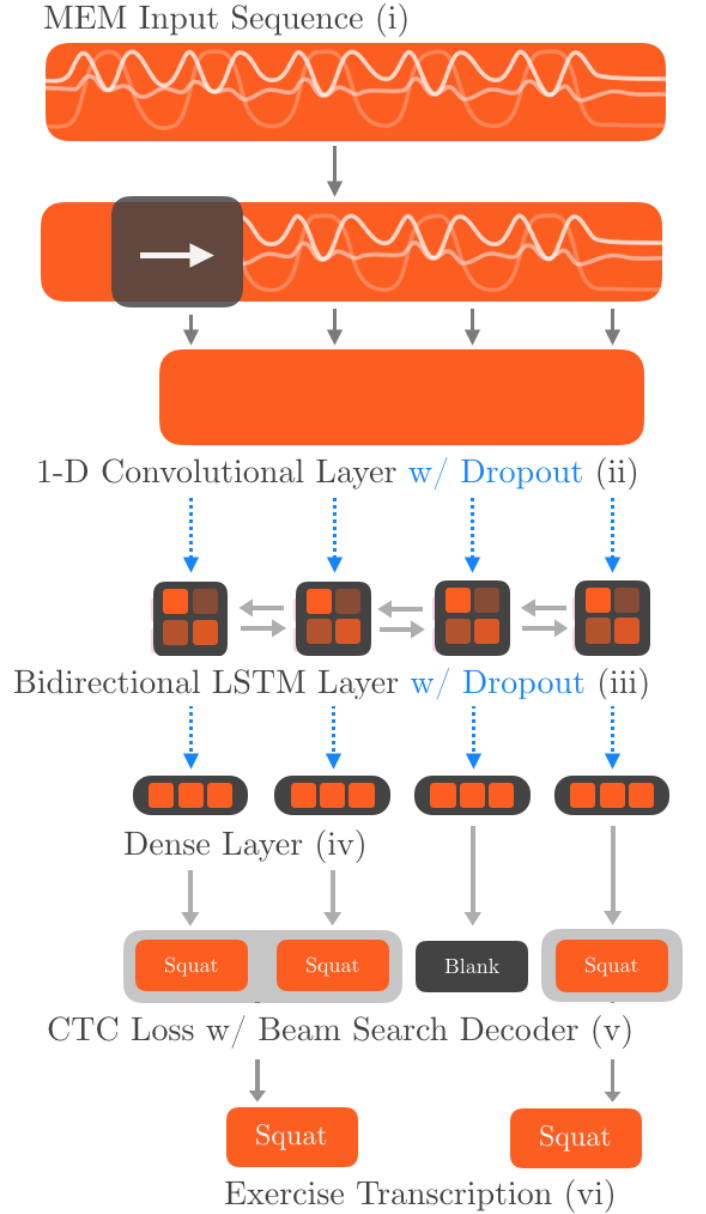 MEM Input Sequence (i)
1-D Convolutional Layer w/ Dropout (ii)
Bidirectional LSTM Layer w/ Dropout (iii)
Dense Layer (iv)
Squat Squat Blank Squat
CTC Loss w/ Beam Search Decoder (v)
Squat Squat
Exercise Transcription (vi)